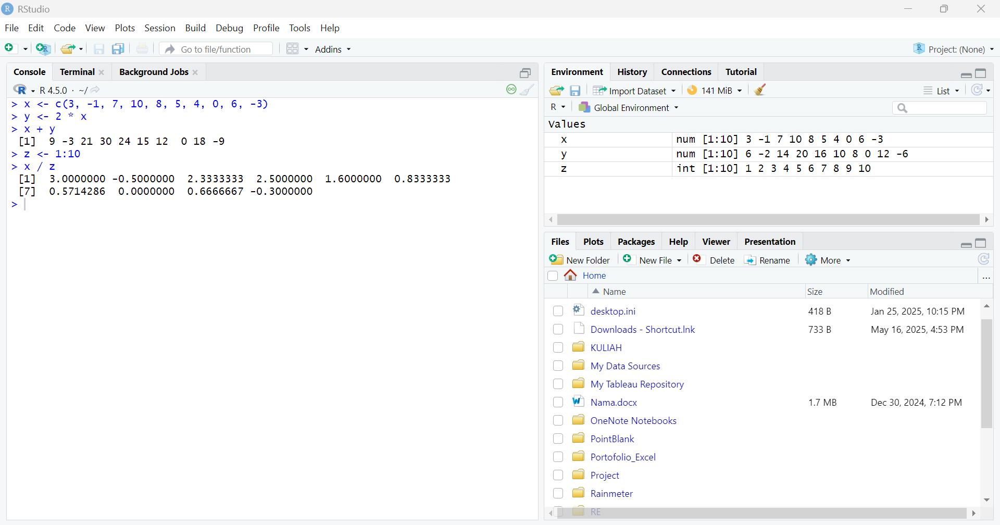 RStudio
File Edit Code View Plots Session Build Debug Profile Tools Help
Go to file/function Addins Project: (None)
Console Terminal Background Jobs
R 4.5.0 · ~/
> x <- c(3, -1, 7, 10, 8, 5, 4, 0, 6, -3)
> y <- 2 * x
> x + y
[1]  9 -3 21 30 24 15 12  0 18 -9
> z <- 1:10
> x / z
[1]  3.0000000 -0.5000000  2.3333333  2.5000000  1.6000000  0.8333333
[7]  0.5714286  0.0000000  0.6666667 -0.3000000
>
Environment History Connections Tutorial
Import Dataset 141 MiB List
R Global Environment
Values
x num [1:10] 3 -1 7 10 8 5 4 0 6 -3
y num [1:10] 6 -2 14 20 16 10 8 0 12 -6
z int [1:10] 1 2 3 4 5 6 7 8 9 10
Files Plots Packages Help Viewer Presentation
New Folder New File Delete Rename More
Home ...
Name Size Modified
desktop.ini 418 B Jan 25, 2025, 10:15 PM
Downloads - Shortcut.lnk 733 B May 16, 2025, 4:53 PM
KULIAH
My Data Sources
My Tableau Repository
Nama.docx 1.7 MB Dec 30, 2024, 7:12 PM
OneNote Notebooks
PointBlank
Portofolio_Excel
Project
Rainmeter
RE